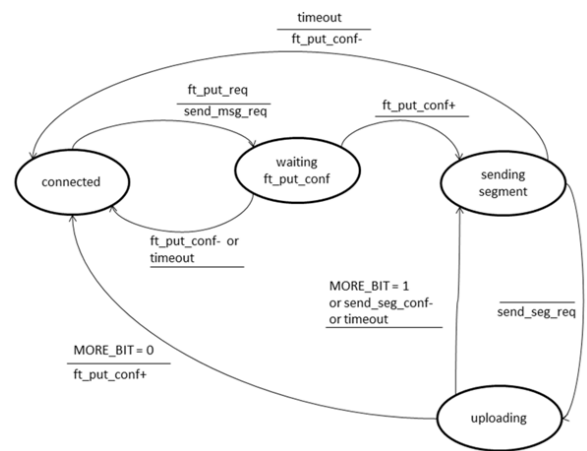 timeout
ft_put_conf-
ft_put_req
send_msg_req
ft_put_conf+
connected
waiting
ft_put_conf
sending
segment
ft_put_conf- or
timeout
MORE_BIT = 1
or send_seg_conf-
or timeout
send_seg_req
MORE_BIT = 0
ft_put_conf+
uploading